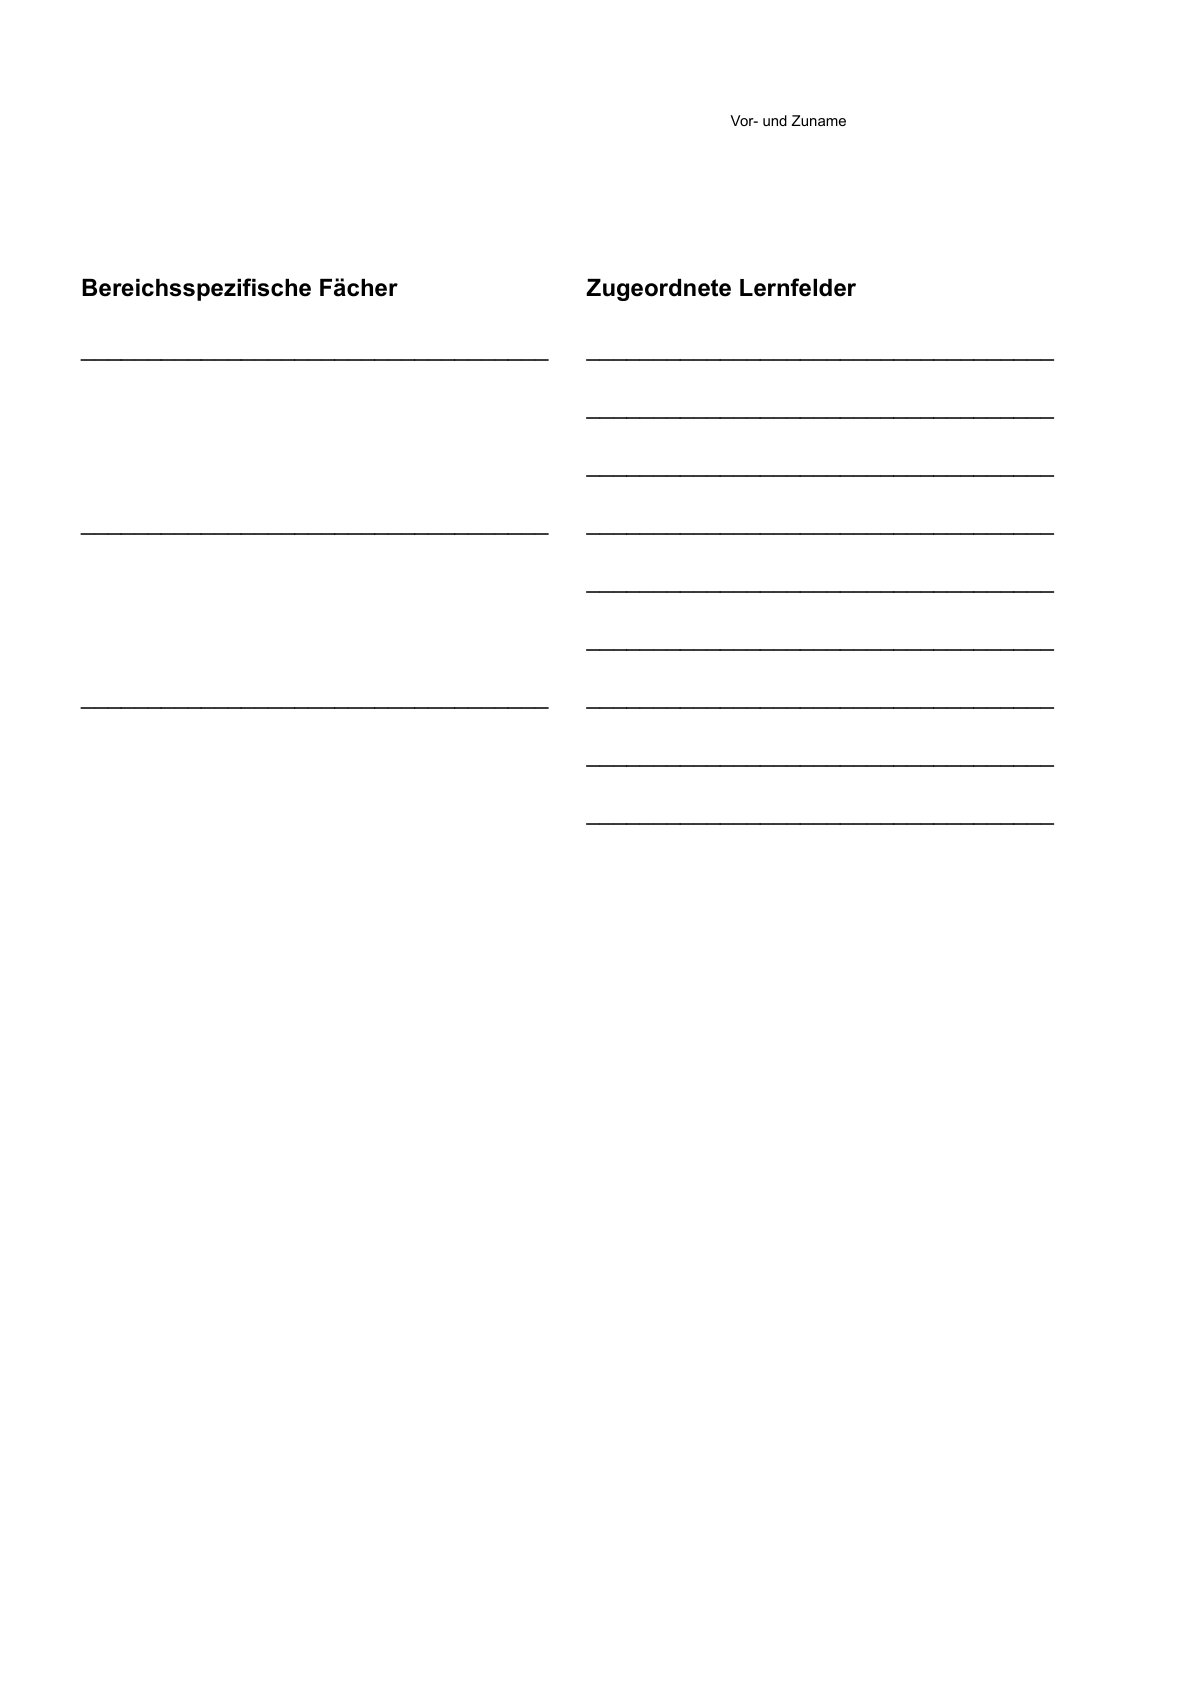 Vor- und Zuname
Bereichsspezifische Fächer
Zugeordnete Lernfelder